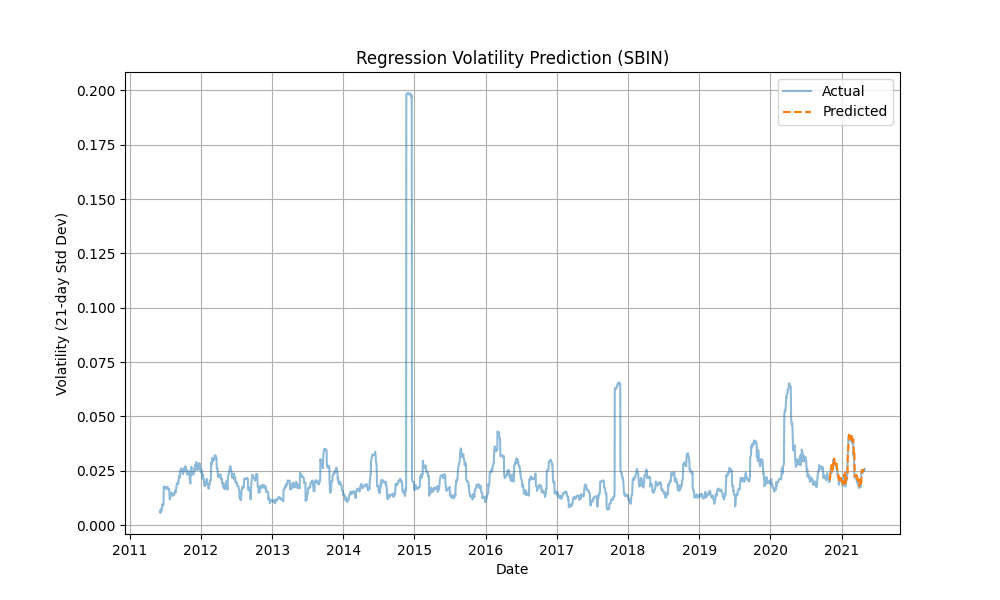 Regression Volatility Prediction (SBIN)
Actual
Predicted
Volatility (21-day Std Dev)
0.200
0.175
0.150
0.125
0.100
0.075
0.050
0.025
0.000
2011 2012 2013 2014 2015 2016 2017 2018 2019 2020 2021
Date